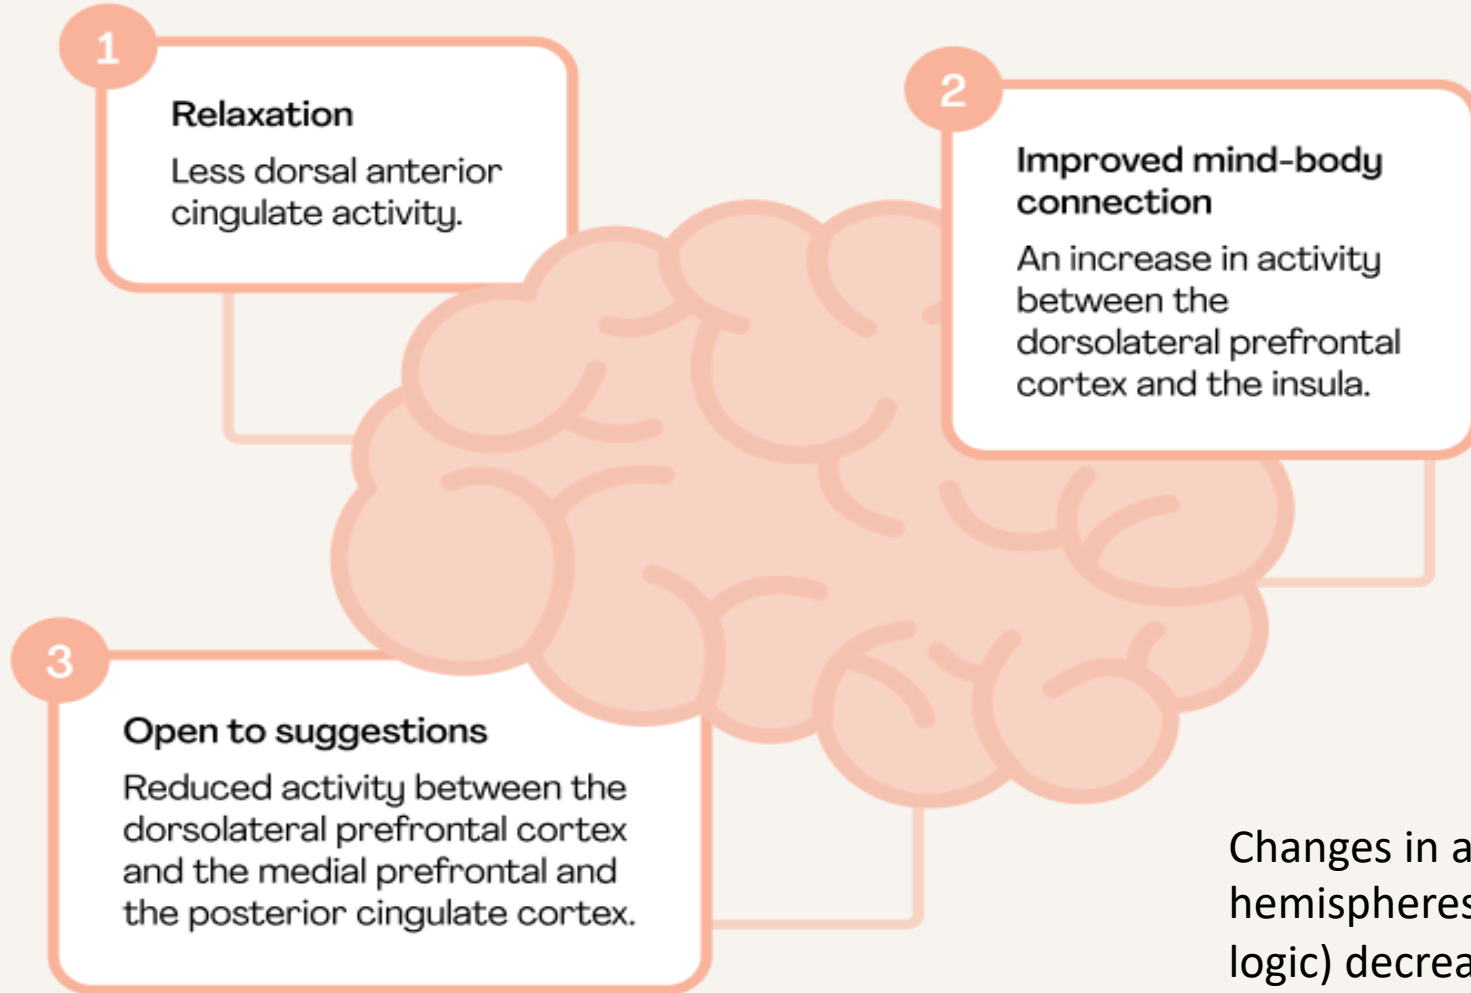 1
Relaxation
Less dorsal anterior
cingulate activity.
2
Improved mind-body
connection
An increase in activity
between the
dorsolateral prefrontal
cortex and the insula.
3
Open to suggestions
Reduced activity between the
dorsolateral prefrontal cortex
and the medial prefrontal and
the posterior cingulate cortex.
Changes in a
hemispheres
logic) decrea